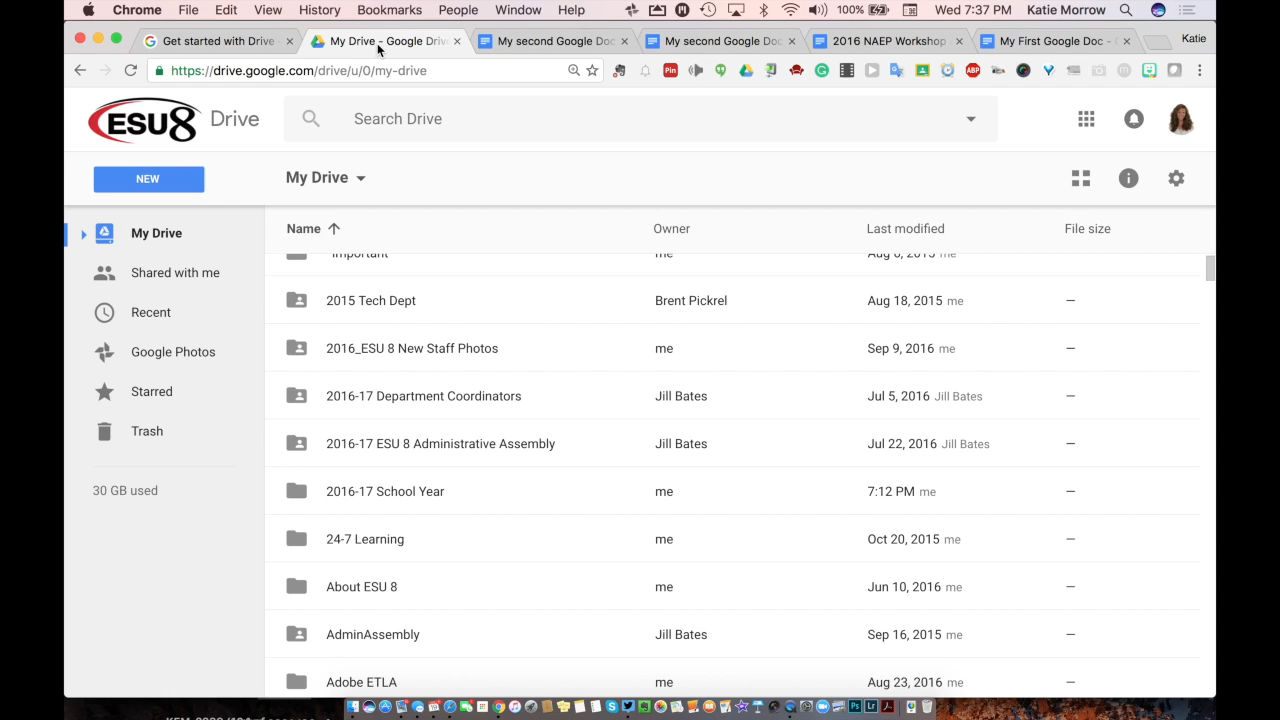 Chrome File Edit View History Bookmarks People Window Help 100% Wed 7:37 PM Katie Morrow
Get started with Drive - My Drive - Google Drive My second Google Doc My second Google Doc 2016 NAEP Workshop My First Google Doc - G Katie
https://drive.google.com/drive/u/0/my-drive
ESU8 Drive Search Drive
NEW My Drive
Name Owner Last modified File size
Important me Aug 6, 2015 me
2015 Tech Dept Brent Pickrel Aug 18, 2015 me —
2016_ESU 8 New Staff Photos me Sep 9, 2016 me —
2016-17 Department Coordinators Jill Bates Jul 5, 2016 Jill Bates —
2016-17 ESU 8 Administrative Assembly Jill Bates Jul 22, 2016 Jill Bates —
2016-17 School Year me 7:12 PM me —
24-7 Learning me Oct 20, 2015 me —
About ESU 8 me Jun 10, 2016 me —
AdminAssembly Jill Bates Sep 16, 2015 me —
Adobe ETLA me Aug 23, 2016 me —
My Drive
Shared with me
Recent
Google Photos
Starred
Trash
30 GB used